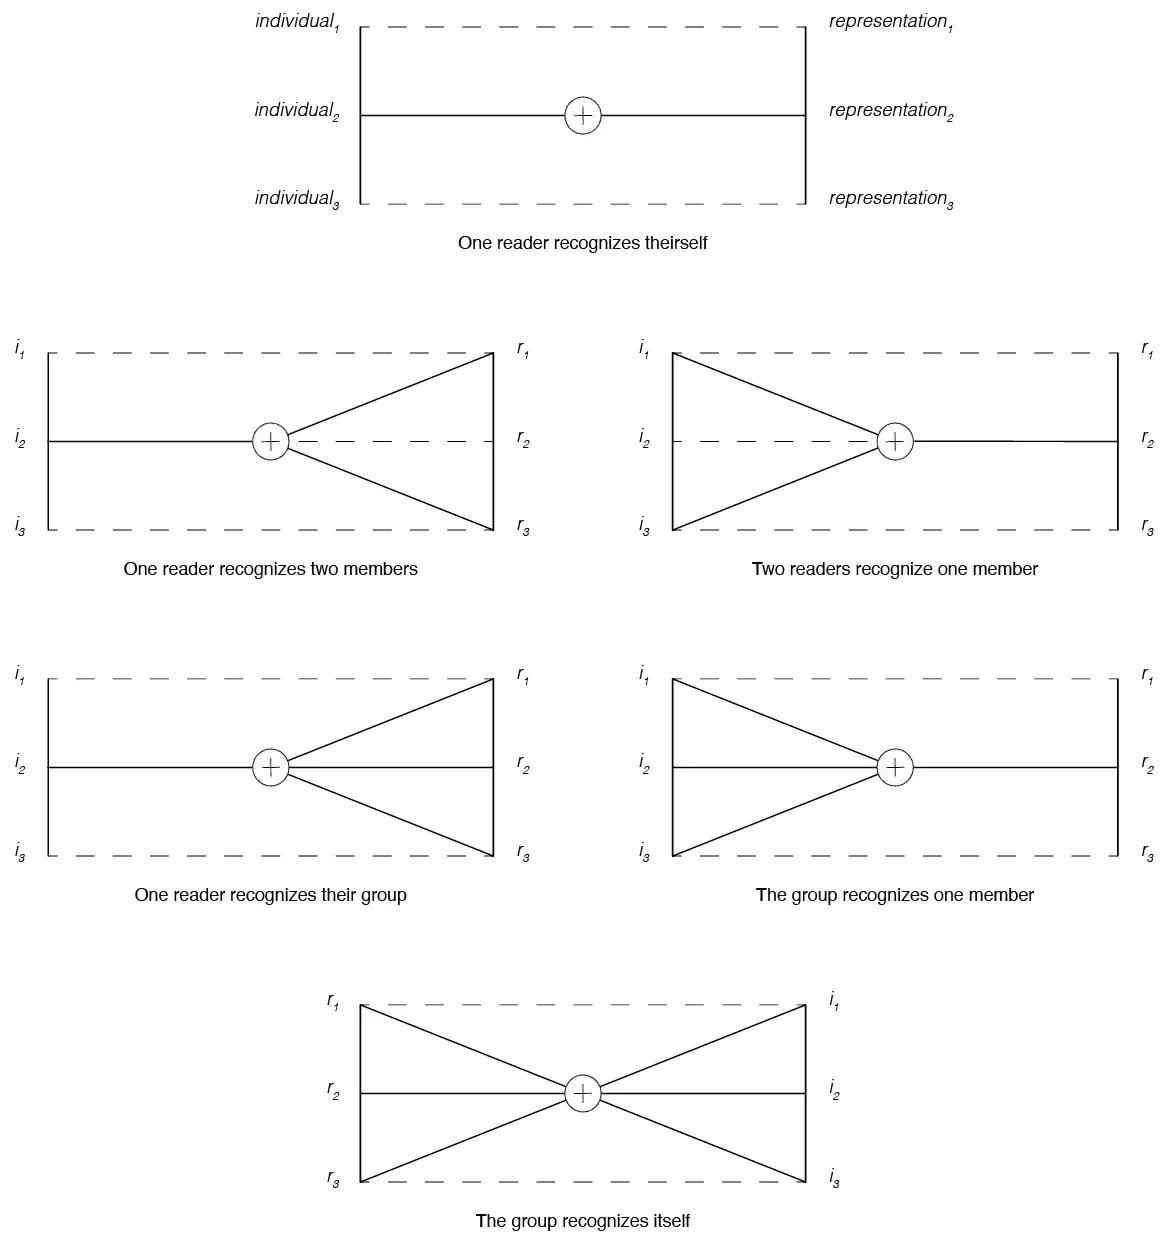 individual₁ representation₁
individual₂ representation₂
individual₃ representation₃
One reader recognizes theirself
i₁ r₁ i₁ r₁
i₂ r₂ i₂ r₂
i₃ r₃ i₃ r₃
One reader recognizes two members Two readers recognize one member
i₁ r₁ i₁ r₁
i₂ r₂ i₂ r₂
i₃ r₃ i₃ r₃
One reader recognizes their group The group recognizes one member
r₁ i₁
r₂ i₂
r₃ i₃
The group recognizes itself